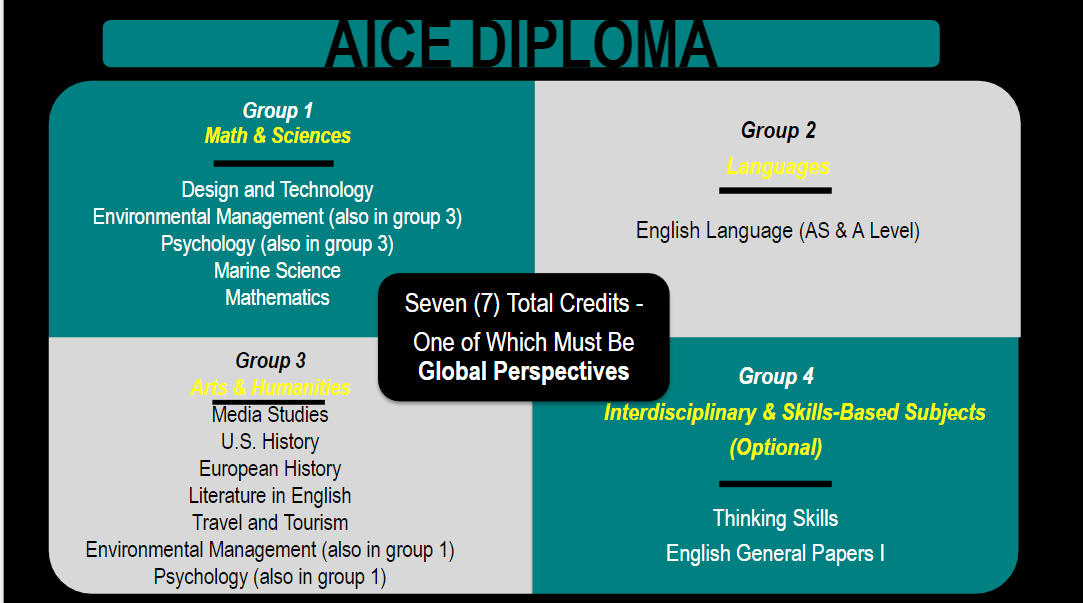 AICE DIPLOMA
Group 1
Math & Sciences
Design and Technology
Environmental Management (also in group 3)
Psychology (also in group 3)
Marine Science
Mathematics
Group 2
Languages
English Language (AS & A Level)
Seven (7) Total Credits -
One of Which Must Be
Global Perspectives
Group 3
Arts & Humanities
Media Studies
U.S. History
European History
Literature in English
Travel and Tourism
Environmental Management (also in group 1)
Psychology (also in group 1)
Group 4
Interdisciplinary & Skills-Based Subjects
(Optional)
Thinking Skills
English General Papers I